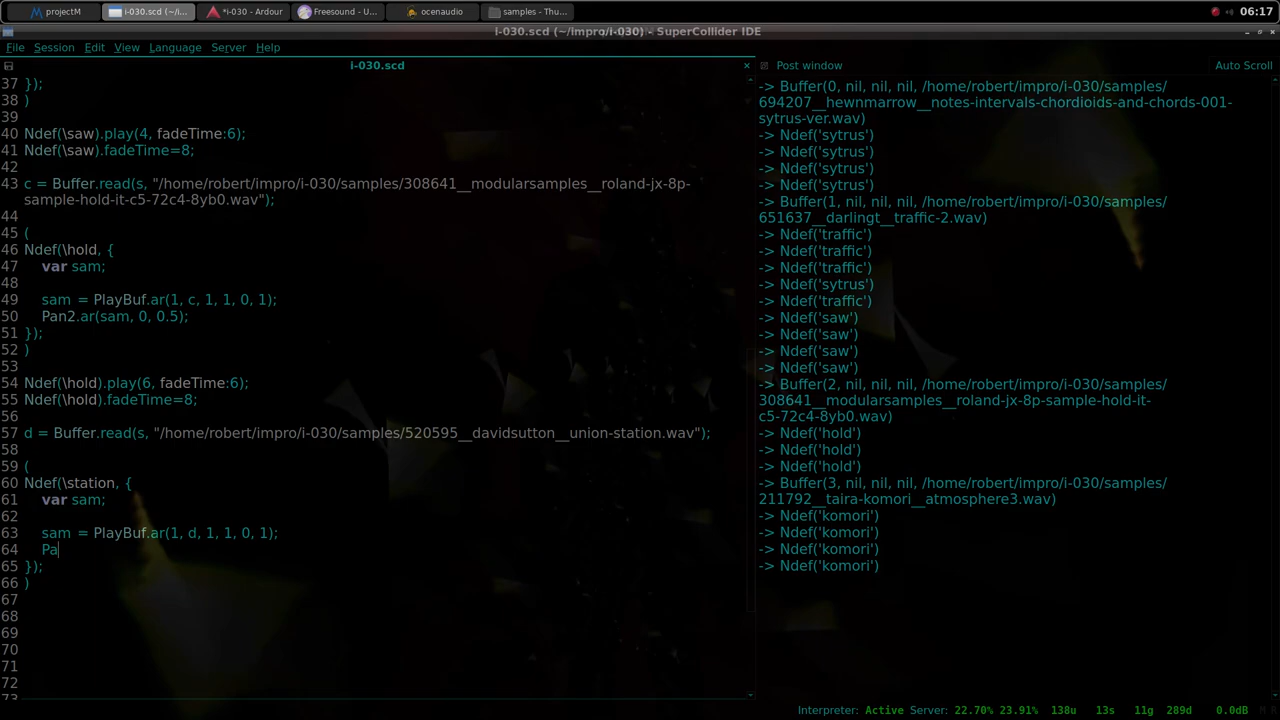 projectM
i-030.scd (~/i...
*i-030 - Ardour
Freesound - U...
ocenaudio
samples - Thu...
06:17
i-030.scd (~/impro/i-030) - SuperCollider IDE
File Session Edit View Language Server Help
i-030.scd
Post window
Auto Scroll
37 });
38 )
39
40 Ndef(\saw).play(4, fadeTime:6);
41 Ndef(\saw).fadeTime=8;
42
43 c = Buffer.read(s, "/home/robert/impro/i-030/samples/308641__modularsamples__roland-jx-8p-
sample-hold-it-c5-72c4-8yb0.wav");
44
45 (
46 Ndef(\hold, {
47 var sam;
48
49 sam = PlayBuf.ar(1, c, 1, 1, 0, 1);
50 Pan2.ar(sam, 0, 0.5);
51 });
52 )
53
54 Ndef(\hold).play(6, fadeTime:6);
55 Ndef(\hold).fadeTime=8;
56
57 d = Buffer.read(s, "/home/robert/impro/i-030/samples/520595__davidsutton__union-station.wav");
58
59 (
60 Ndef(\station, {
61 var sam;
62
63 sam = PlayBuf.ar(1, d, 1, 1, 0, 1);
64 Pa
65 });
66 )
67
68
69
70
71
72
73
-> Buffer(0, nil, nil, nil, /home/robert/impro/i-030/samples/
694207__hewnmarrow__notes-intervals-chordioids-and-chords-001-
sytrus-ver.wav)
-> Ndef('sytrus')
-> Ndef('sytrus')
-> Ndef('sytrus')
-> Ndef('sytrus')
-> Buffer(1, nil, nil, nil, /home/robert/impro/i-030/samples/
651637__darlingt__traffic-2.wav)
-> Ndef('traffic')
-> Ndef('traffic')
-> Ndef('traffic')
-> Ndef('sytrus')
-> Ndef('traffic')
-> Ndef('saw')
-> Ndef('saw')
-> Ndef('saw')
-> Ndef('saw')
-> Buffer(2, nil, nil, nil, /home/robert/impro/i-030/samples/
308641__modularsamples__roland-jx-8p-sample-hold-it-
c5-72c4-8yb0.wav)
-> Ndef('hold')
-> Ndef('hold')
-> Ndef('hold')
-> Buffer(3, nil, nil, nil, /home/robert/impro/i-030/samples/
211792__taira-komori__atmosphere3.wav)
-> Ndef('komori')
-> Ndef('komori')
-> Ndef('komori')
-> Ndef('komori')
Interpreter: Active Server: 22.70% 23.91% 138u 13s 11g 289d 0.0dB M R